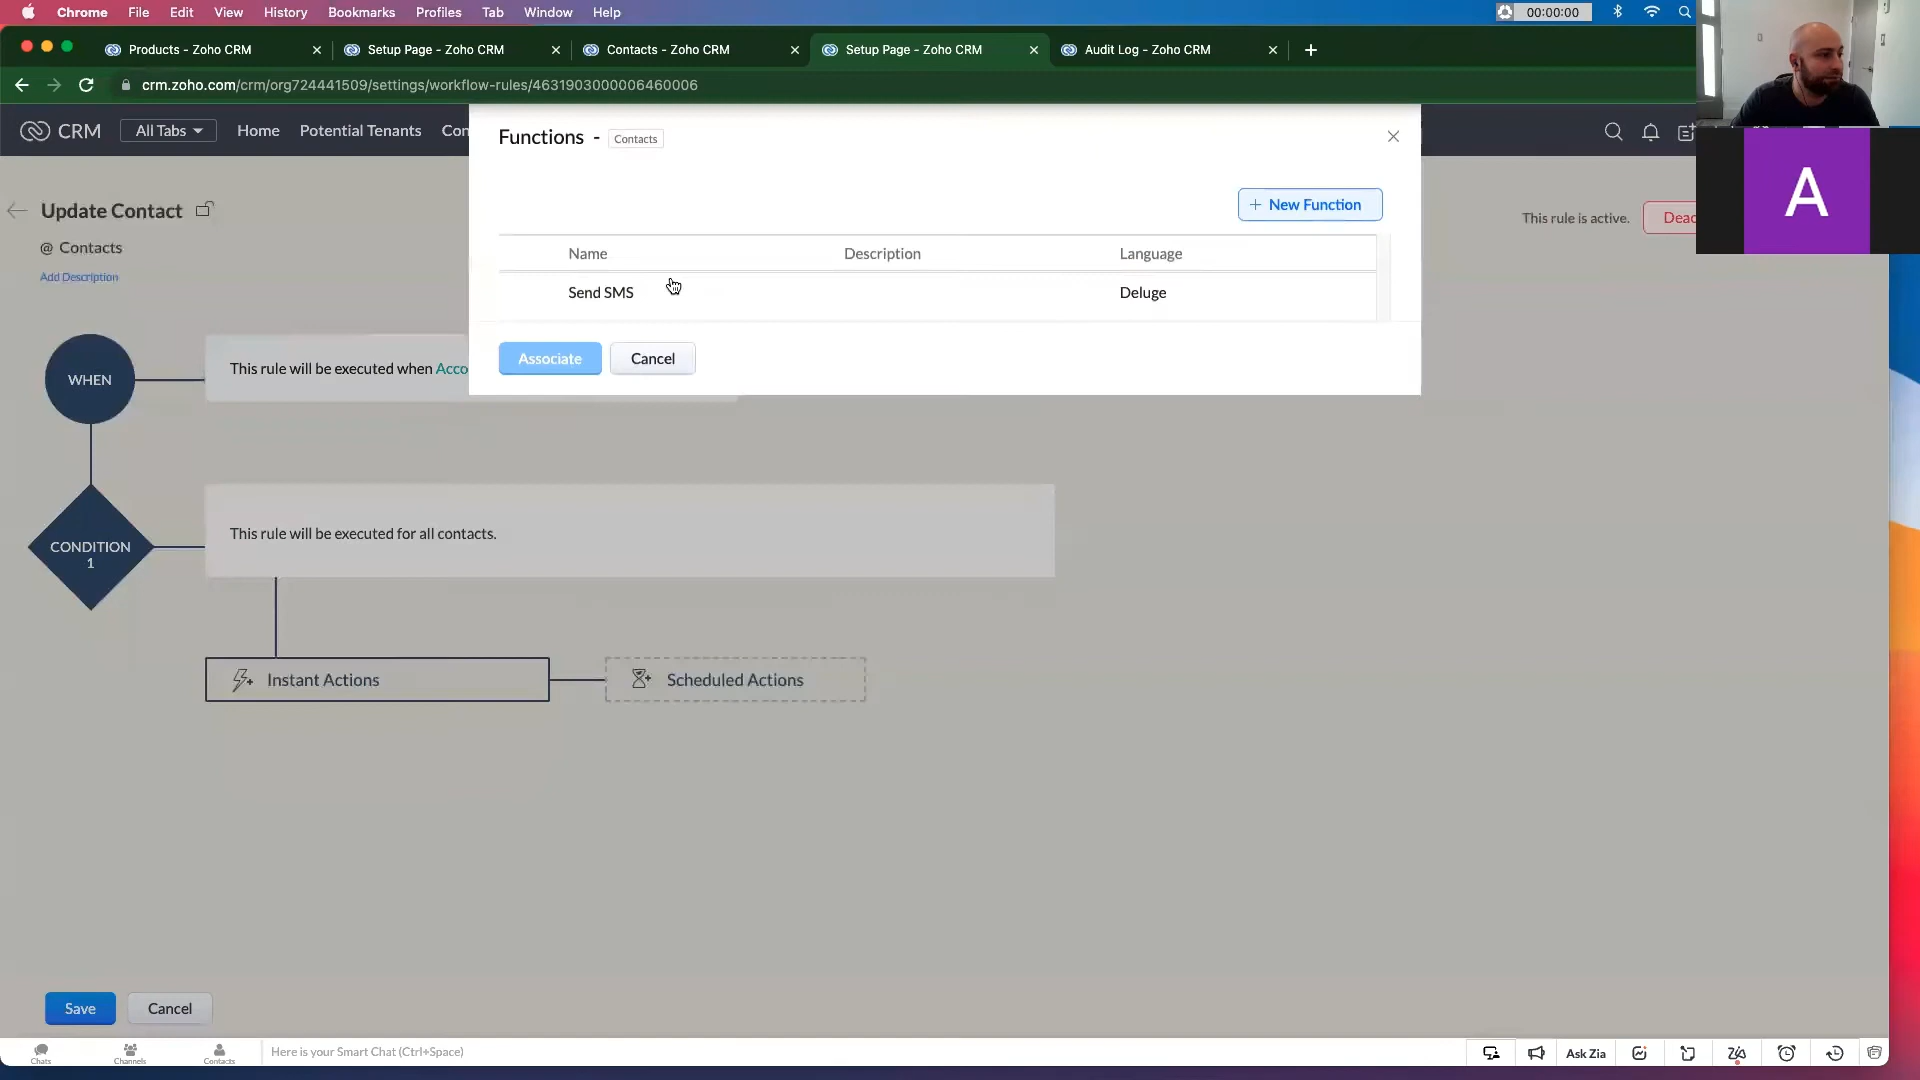 Chrome File Edit View History Bookmarks Profiles Tab Window Help 00:00:00
Products - Zoho CRM Setup Page - Zoho CRM Contacts - Zoho CRM Setup Page - Zoho CRM Audit Log - Zoho CRM
crm.zoho.com/crm/org724441509/settings/workflow-rules/4631903000006460006
CRM All Tabs Home Potential Tenants Con
Functions - Contacts
+ New Function
Update Contact
This rule is active. Deac
A
@ Contacts
Add Description
Name Description Language
Send SMS Deluge
Associate Cancel
WHEN
This rule will be executed when Acco
CONDITION
1
This rule will be executed for all contacts.
Instant Actions
Scheduled Actions
Save Cancel
Chats Channels Contacts
Here is your Smart Chat (Ctrl+Space)
Ask Zia